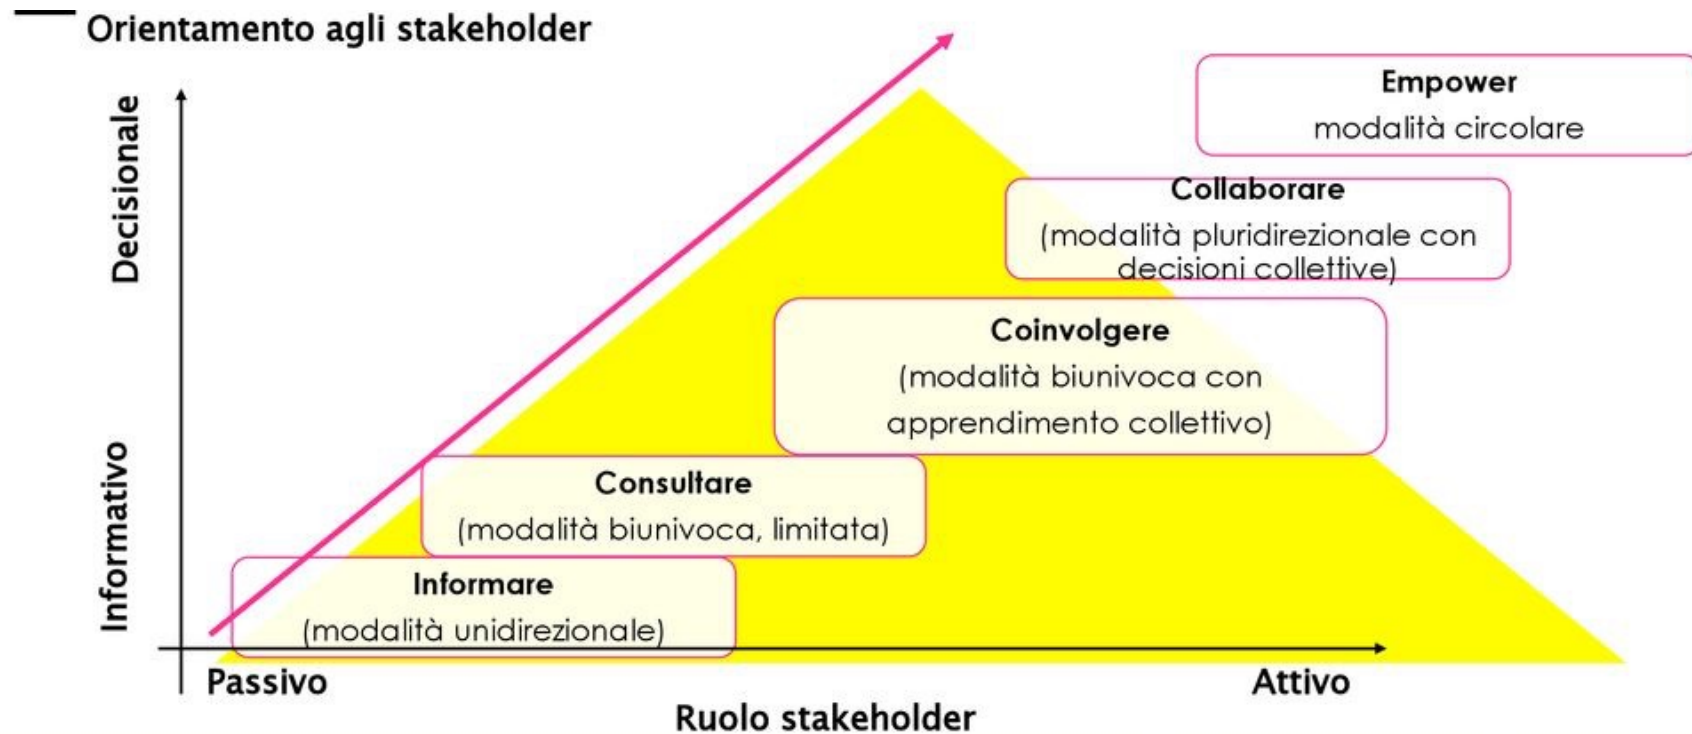 Orientamento agli stakeholder
Decisionale
Informativo
Empower
modalità circolare
Collaborare
(modalità pluridirezionale con
decisioni collettive)
Coinvolgere
(modalità biunivoca con
apprendimento collettivo)
Consultare
(modalità biunivoca, limitata)
Informare
(modalità unidirezionale)
Passivo
Attivo
Ruolo stakeholder